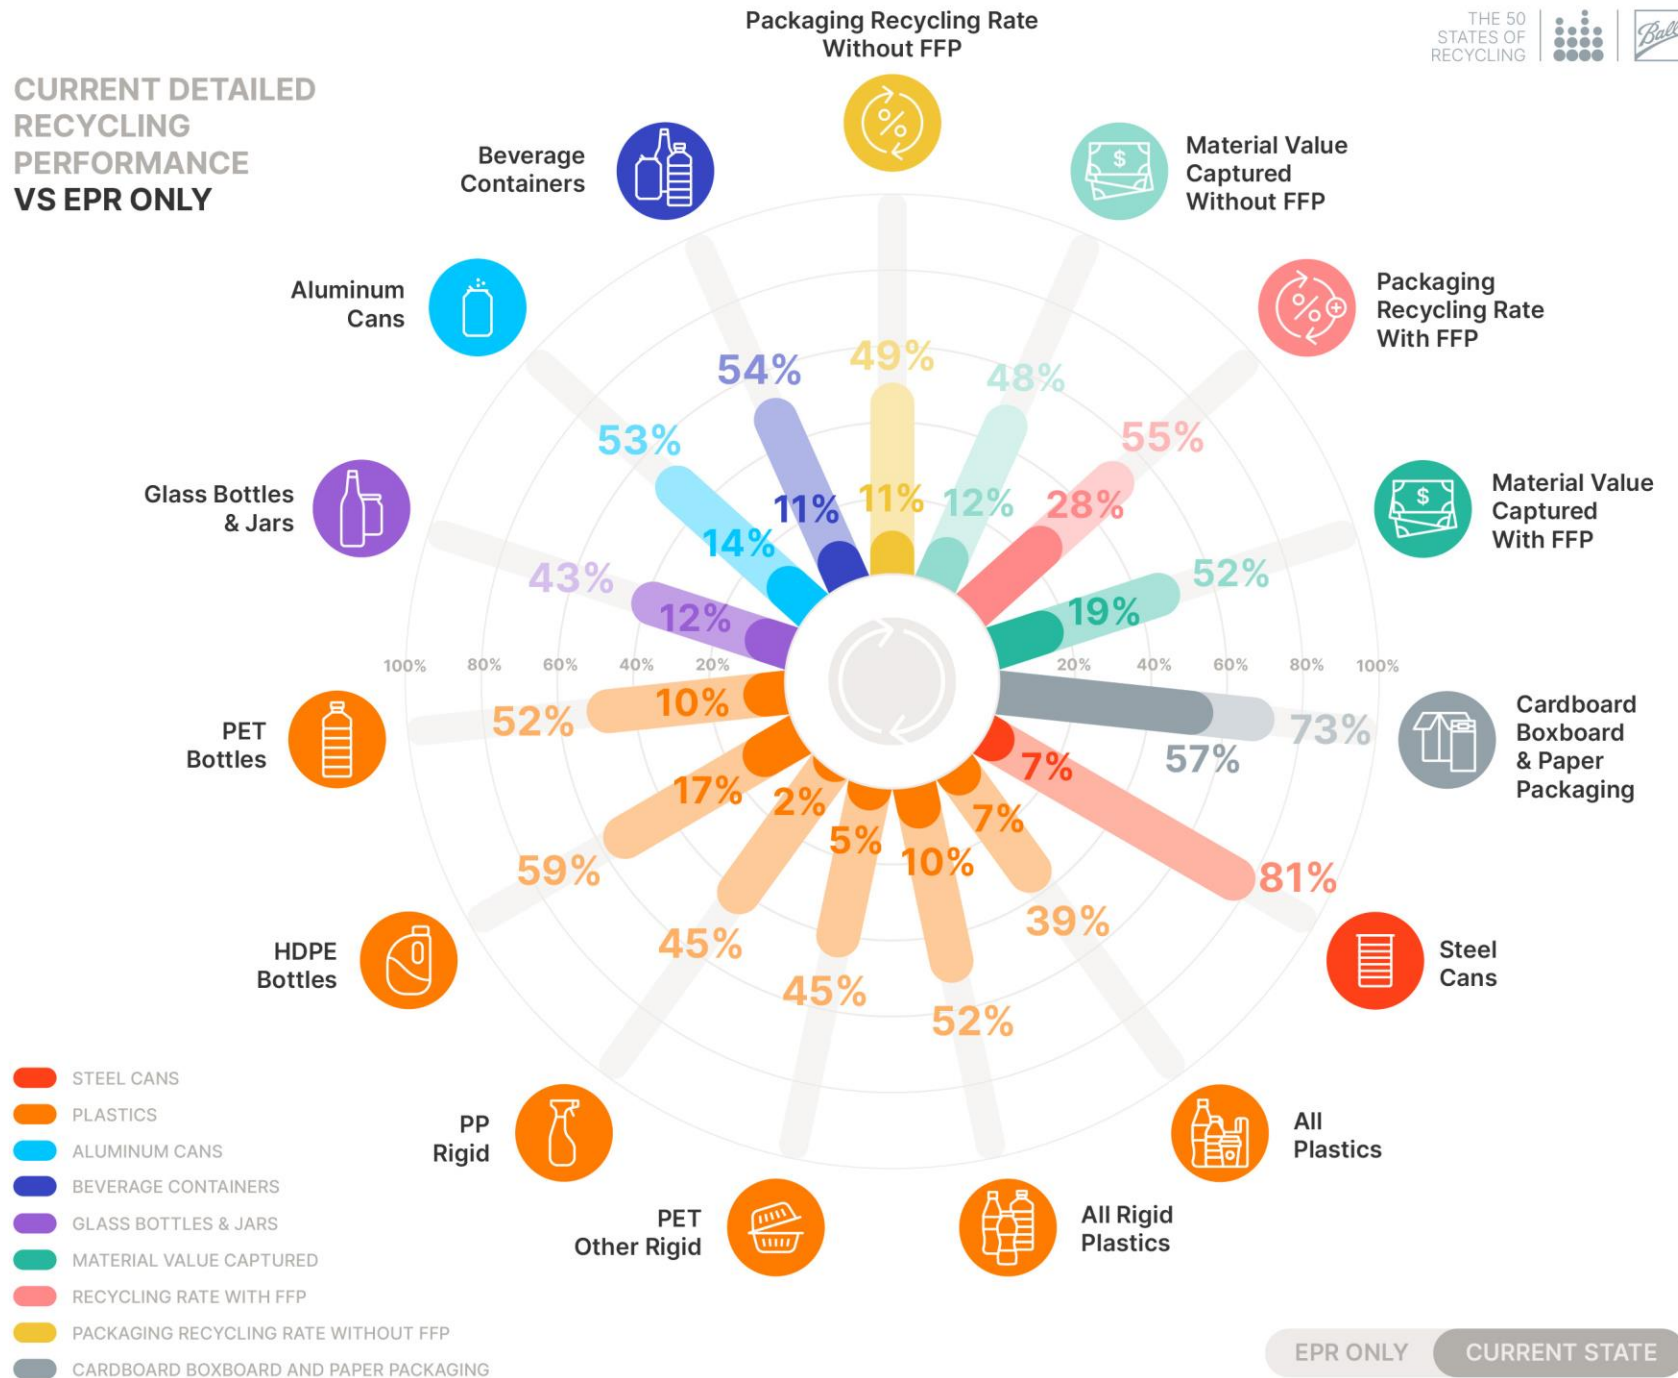 Packaging Recycling Rate
Without FFP
THE 50
STATES OF
RECYCLING
Ball
CURRENT DETAILED
RECYCLING
PERFORMANCE
VS EPR ONLY
Beverage
Containers
Material Value
Captured
Without FFP
Aluminum
Cans
Packaging
Recycling Rate
With FFP
Glass Bottles
& Jars
Material Value
Captured
With FFP
54%
49%
48%
53%
55%
11%
11%
12%
28%
14%
43%
12%
19%
52%
100%
80%
60%
40%
20%
20%
40%
60%
80%
100%
PET
Bottles
52%
10%
57%
73%
Cardboard
Boxboard
& Paper
Packaging
17%
2%
5%
10%
7%
7%
59%
45%
45%
52%
39%
81%
HDPE
Bottles
Steel
Cans
PP
Rigid
All
Plastics
PET
Other Rigid
All Rigid
Plastics
STEEL CANS
PLASTICS
ALUMINUM CANS
BEVERAGE CONTAINERS
GLASS BOTTLES & JARS
MATERIAL VALUE CAPTURED
RECYCLING RATE WITH FFP
PACKAGING RECYCLING RATE WITHOUT FFP
CARDBOARD BOXBOARD AND PAPER PACKAGING
EPR ONLY
CURRENT STATE